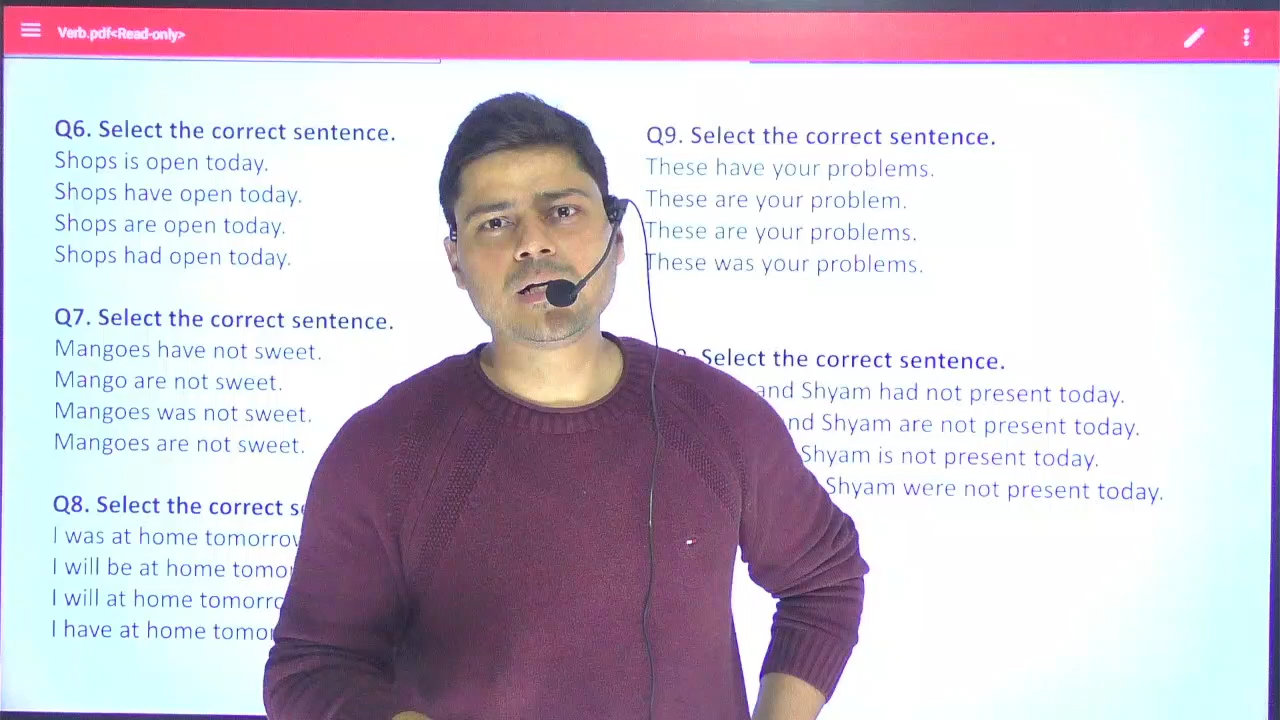 Verb.pdf<Read-only>
Q6. Select the correct sentence.
Shops is open today.
Shops have open today.
Shops are open today.
Shops had open today.
Q7. Select the correct sentence.
Mangoes have not sweet.
Mango are not sweet.
Mangoes was not sweet.
Mangoes are not sweet.
Q8. Select the correct
I was at home
I will be at home
I will at home
I have at home
Q9. Select the correct sentence.
These have your problems.
These are your problem.
These are your problems.
These was your problems.
Select the correct sentence.
and Shyam had not present today.
Shyam are not present today.
Shyam is not present today.
Shyam were not present today.